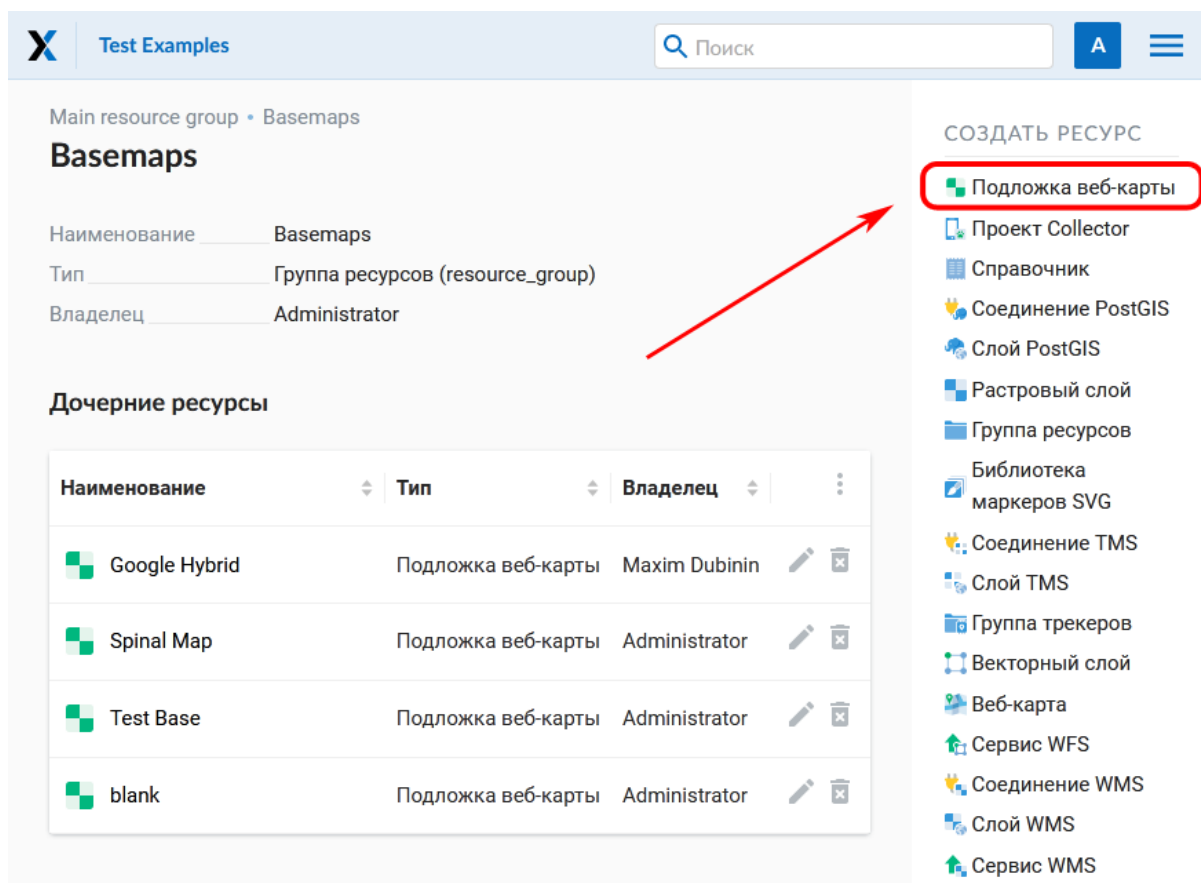 Test Examples
Поиск
A
Main resource group • Basemaps
Basemaps
Наименование Basemaps
Тип Группа ресурсов (resource_group)
Владелец Administrator
Дочерние ресурсы
Наименование Тип Владелец
Google Hybrid Подложка веб-карты Maxim Dubinin
Spinal Map Подложка веб-карты Administrator
Test Base Подложка веб-карты Administrator
blank Подложка веб-карты Administrator
СОЗДАТЬ РЕСУРС
Подложка веб-карты
Проект Collector
Справочник
Соединение PostGIS
Слой PostGIS
Растровый слой
Группа ресурсов
Библиотека
маркеров SVG
Соединение TMS
Слой TMS
Группа трекеров
Векторный слой
Веб-карта
Сервис WFS
Соединение WMS
Слой WMS
Сервис WMS